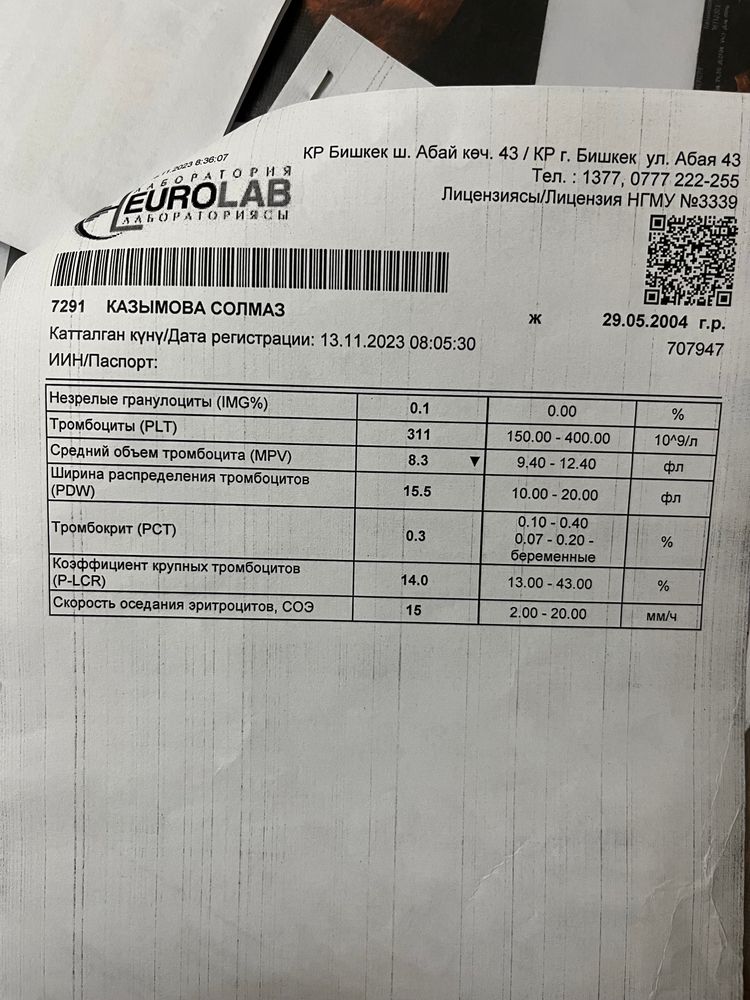 11.2023 8:36:07
КР Бишкек ш. Абай көч. 43 / КР г. Бишкек ул. Абая 43
Тел. : 1377, 0777 222-255
Лицензиясы/Лицензия НГМУ №3339
ЛАБОРАТОРИЯ
EUROLAB
ЛАБОРАТОРИЯСЫ
7291 КАЗЫМОВА СОЛМАЗ ж 29.05.2004 г.р.
Катталган күнү/Дата регистрации: 13.11.2023 08:05:30 707947
ИИН/Паспорт:
Незрелые гранулоциты (IMG%) 0.1 0.00 %
Тромбоциты (PLT) 311 150.00 - 400.00 10^9/л
Средний объем тромбоцита (MPV) 8.3 ▼ 9.40 - 12.40 фл
Ширина распределения тромбоцитов
(PDW) 15.5 10.00 - 20.00 фл
Тромбокрит (PCT) 0.3 0.10 - 0.40 %
0.07 - 0.20 -
беременные
Коэффициент крупных тромбоцитов
(P-LCR) 14.0 13.00 - 43.00 %
Скорость оседания эритроцитов, СОЭ 15 2.00 - 20.00 мм/ч